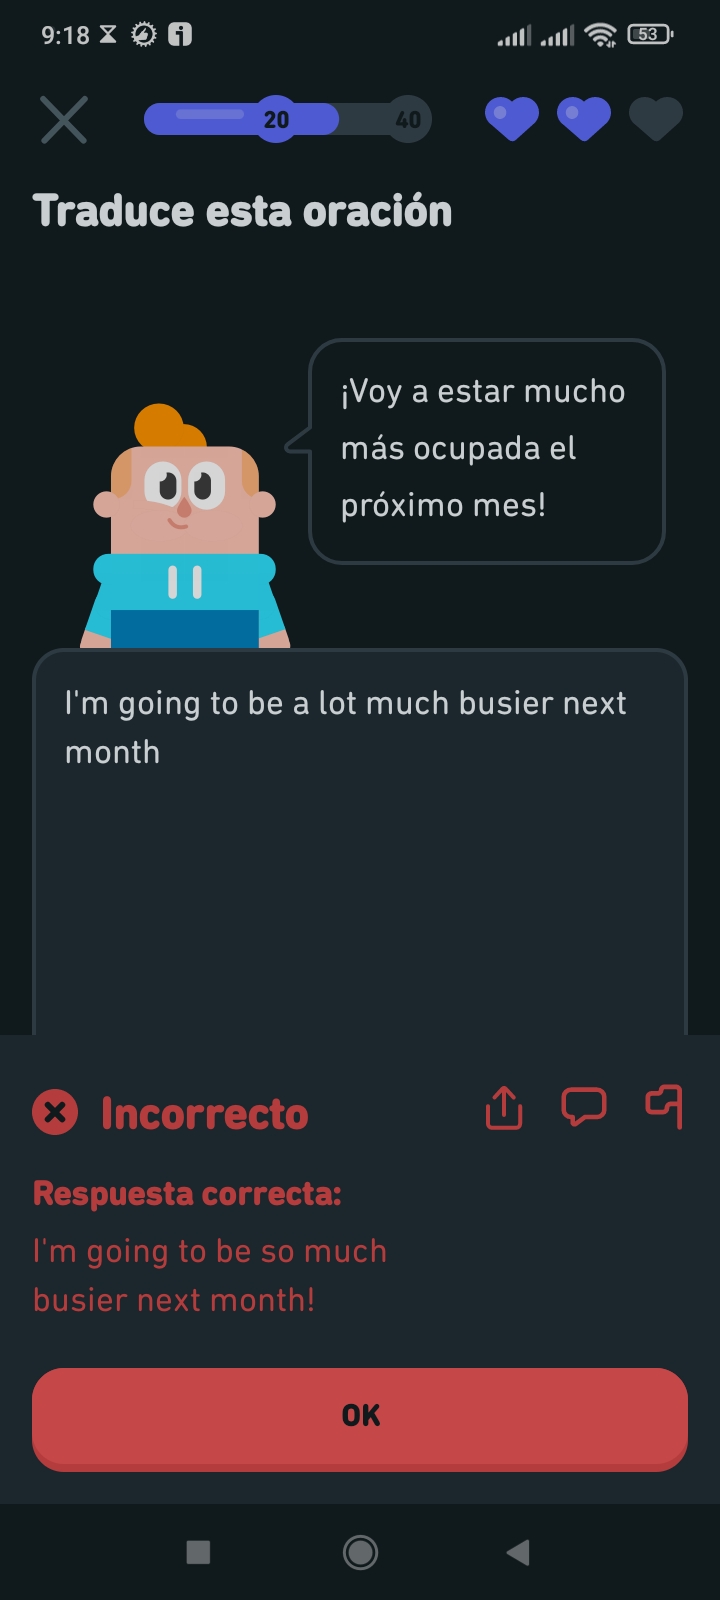 9:18
53
20
40
Traduce esta oración
¡Voy a estar mucho
más ocupada el
próximo mes!
I'm going to be a lot much busier next
month
Incorrecto
Respuesta correcta:
I'm going to be so much
busier next month!
OK